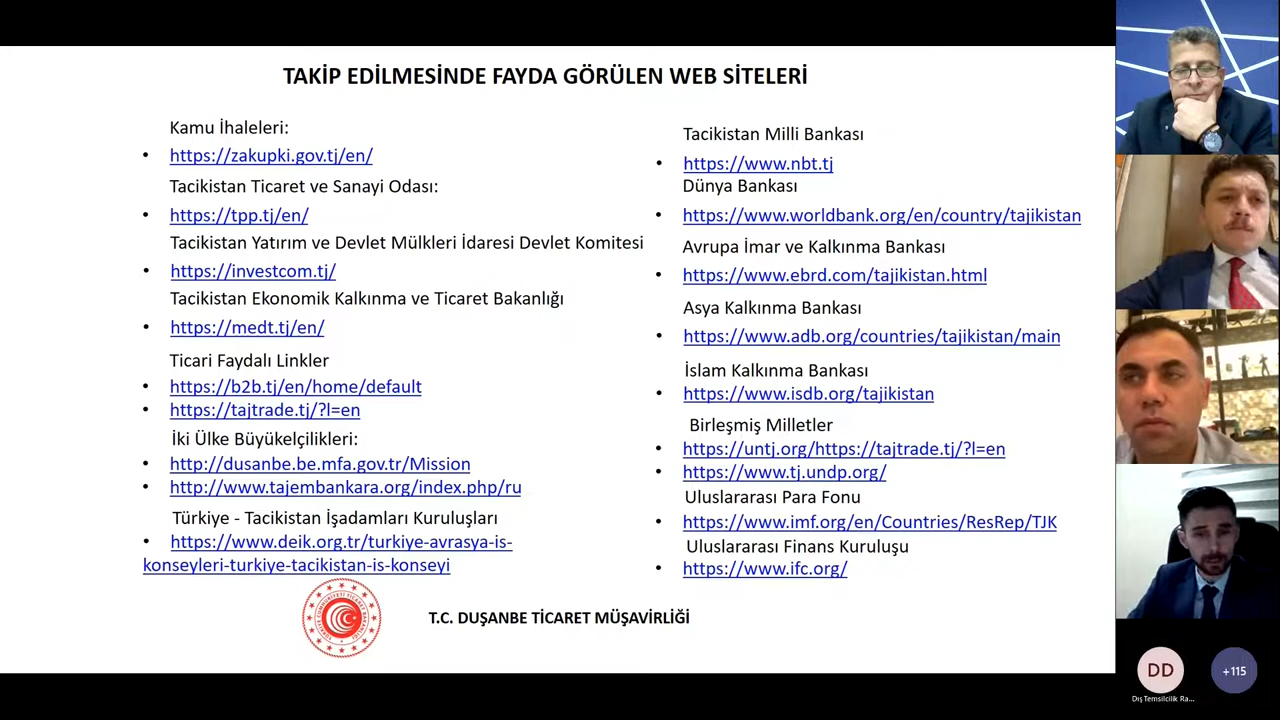 TAKİP EDİLMESİNDE FAYDA GÖRÜLEN WEB SİTELERİ
Kamu İhaleleri:
• https://zakupki.gov.tj/en/
Tacikistan Ticaret ve Sanayi Odası:
• https://tpp.tj/en/
Tacikistan Yatırım ve Devlet Mülkleri İdaresi Devlet Komitesi
• https://investcom.tj/
Tacikistan Ekonomik Kalkınma ve Ticaret Bakanlığı
• https://medt.tj/en/
Ticari Faydalı Linkler
• https://b2b.tj/en/home/default
• https://tajtrade.tj/?l=en
İki Ülke Büyükelçilikleri:
• http://dusanbe.be.mfa.gov.tr/Mission
• http://www.tajembankara.org/index.php/ru
Türkiye - Tacikistan İşadamları Kuruluşları
• https://www.deik.org.tr/turkiye-avrasya-is-
konseyleri-turkiye-tacikistan-is-konseyi
Tacikistan Milli Bankası
• https://www.nbt.tj
Dünya Bankası
• https://www.worldbank.org/en/country/tajikistan
Avrupa İmar ve Kalkınma Bankası
• https://www.ebrd.com/tajikistan.html
Asya Kalkınma Bankası
• https://www.adb.org/countries/tajikistan/main
İslam Kalkınma Bankası
• https://www.isdb.org/tajikistan
Birleşmiş Milletler
• https://untj.org/https://tajtrade.tj/?l=en
• https://www.tj.undp.org/
Uluslararası Para Fonu
• https://www.imf.org/en/Countries/ResRep/TJK
Uluslararası Finans Kuruluşu
• https://www.ifc.org/
T.C. DUŞANBE TİCARET MÜŞAVİRLİĞİ
DD
+115
Dış Temsilcilik Ra...